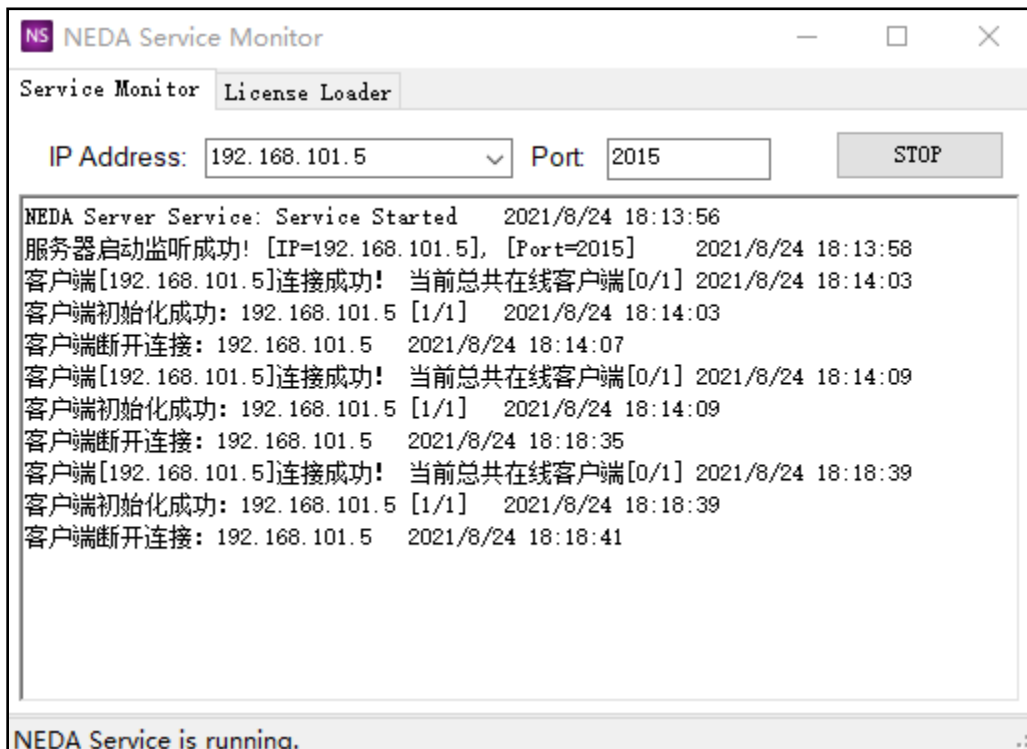 NS NEDA Service Monitor
Service Monitor License Loader
IP Address: 192.168.101.5 Port: 2015 STOP
NEDA Server Service: Service Started 2021/8/24 18:13:56
服务器启动监听成功! [IP=192.168.101.5], [Port=2015] 2021/8/24 18:13:58
客户端[192.168.101.5]连接成功! 当前总共在线客户端[0/1] 2021/8/24 18:14:03
客户端初始化成功: 192.168.101.5 [1/1] 2021/8/24 18:14:03
客户端断开连接: 192.168.101.5 2021/8/24 18:14:07
客户端[192.168.101.5]连接成功! 当前总共在线客户端[0/1] 2021/8/24 18:14:09
客户端初始化成功: 192.168.101.5 [1/1] 2021/8/24 18:14:09
客户端断开连接: 192.168.101.5 2021/8/24 18:18:35
客户端[192.168.101.5]连接成功! 当前总共在线客户端[0/1] 2021/8/24 18:18:39
客户端初始化成功: 192.168.101.5 [1/1] 2021/8/24 18:18:39
客户端断开连接: 192.168.101.5 2021/8/24 18:18:41
NEDA Service is running.